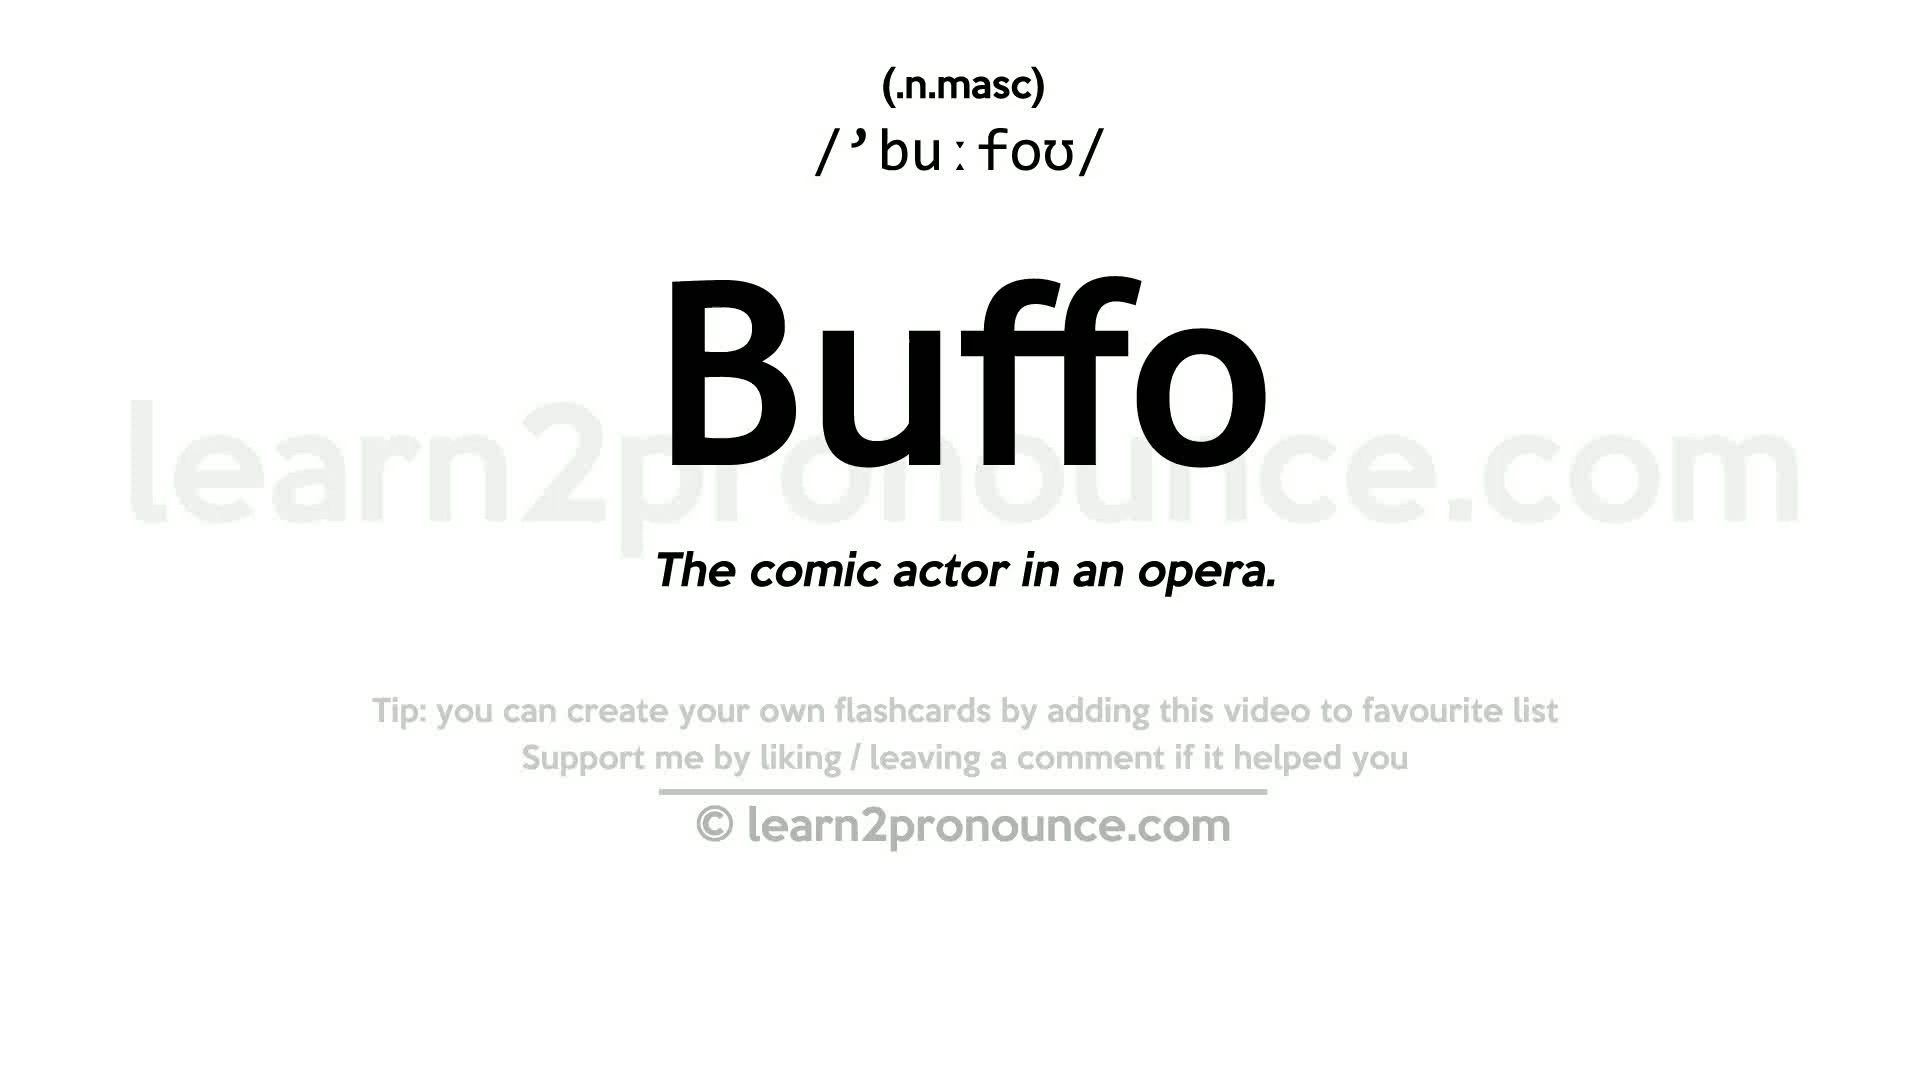 (.n.masc)
/’buːfoʊ/
Buffo
learn2pronounce.com
The comic actor in an opera.
Tip: you can create your own flashcards by adding this video to favourite list
Support me by liking / leaving a comment if it helped you
© learn2pronounce.com